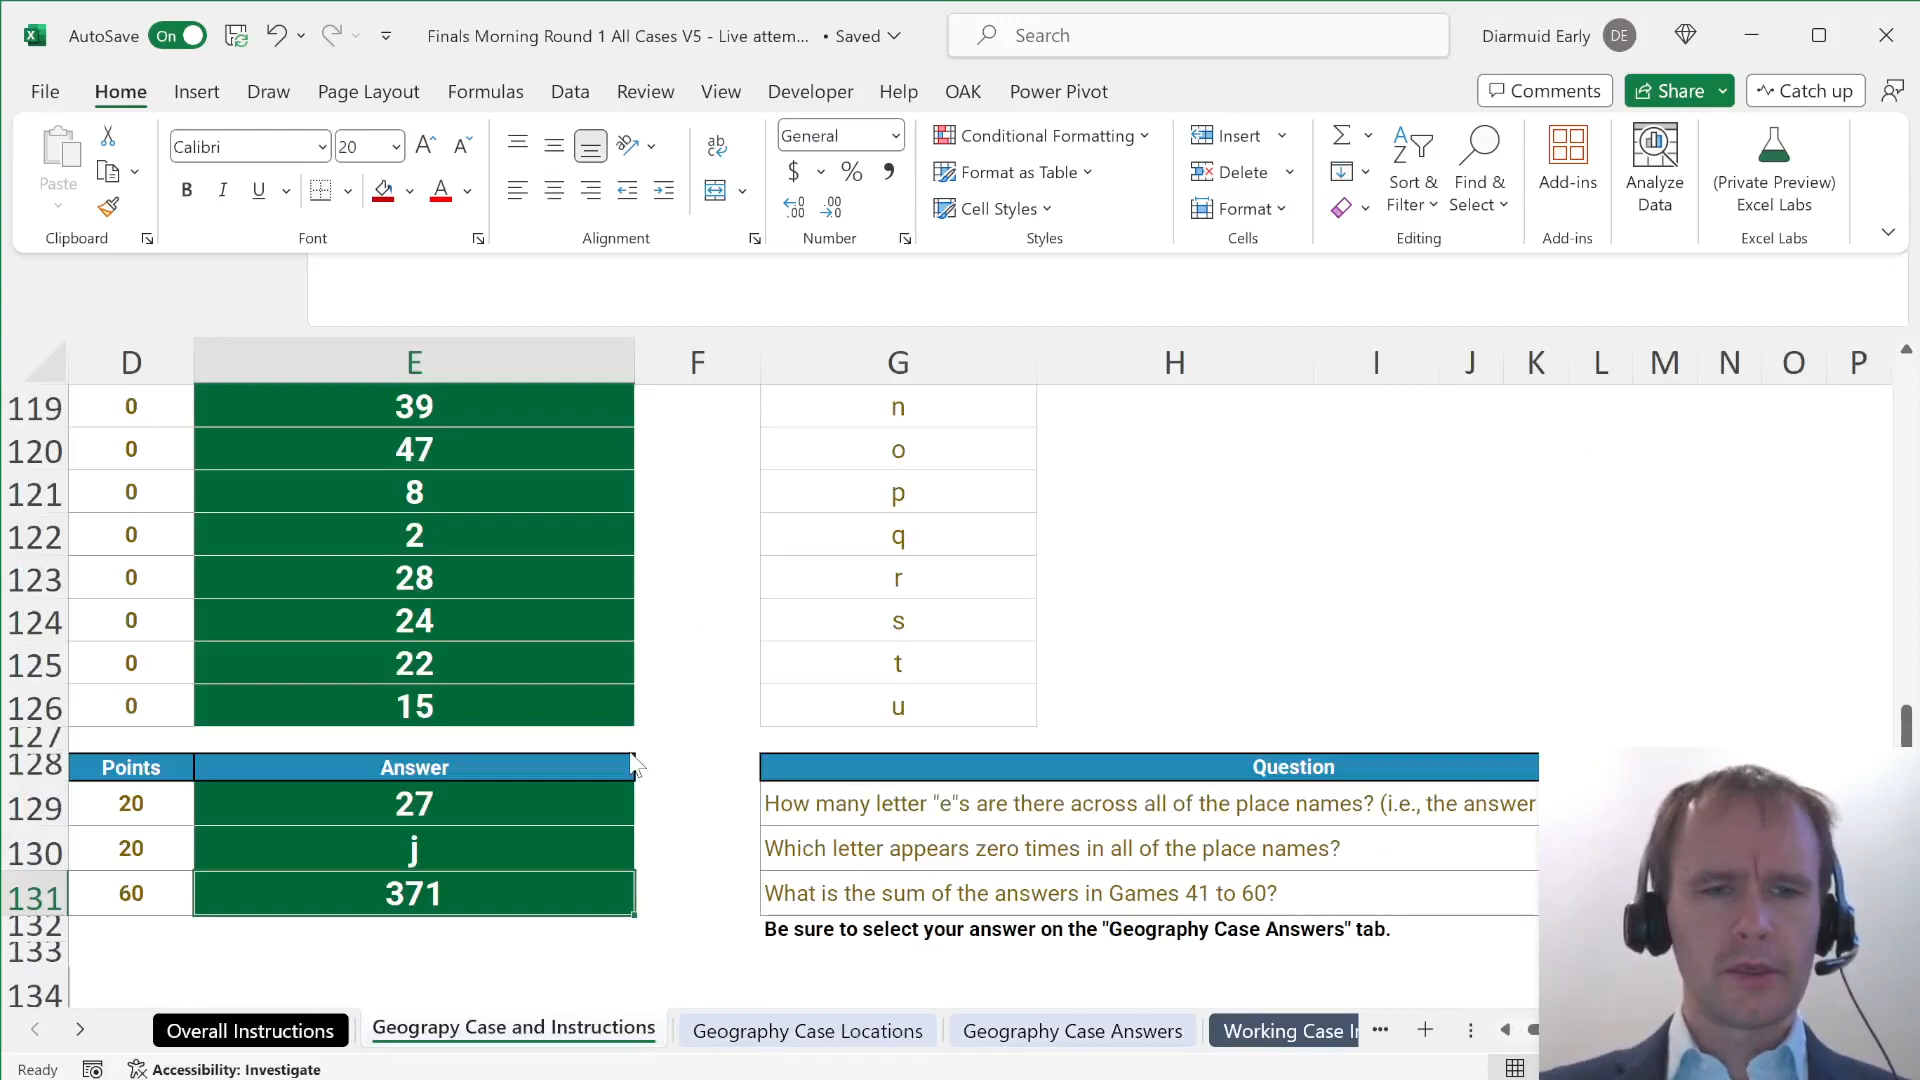 AutoSave On Finals Morning Round 1 All Cases V5 - Live attem... • Saved Search Diarmuid Early DE
File Home Insert Draw Page Layout Formulas Data Review View Developer Help OAK Power Pivot Comments Share Catch up
Paste Calibri 20 General Conditional Formatting Insert
B I U A $ % Format as Table Delete
Sort & Filter Find & Select Add-ins Analyze Data (Private Preview) Excel Labs
Cell Styles Format
Clipboard Font Alignment Number Styles Cells Editing Add-ins Excel Labs
D E F G H I J K L M N O P
119 0 39 n
120 0 47 o
121 0 8 p
122 0 2 q
123 0 28 r
124 0 24 s
125 0 22 t
126 0 15 u
127
128 Points Answer Question
129 20 27 How many letter "e"s are there across all of the place names? (i.e., the answer
130 20 j Which letter appears zero times in all of the place names?
131 60 371 What is the sum of the answers in Games 41 to 60?
132 Be sure to select your answer on the "Geography Case Answers" tab.
133
134
Overall Instructions Geograpy Case and Instructions Geography Case Locations Geography Case Answers Working Case I
Ready Accessibility: Investigate